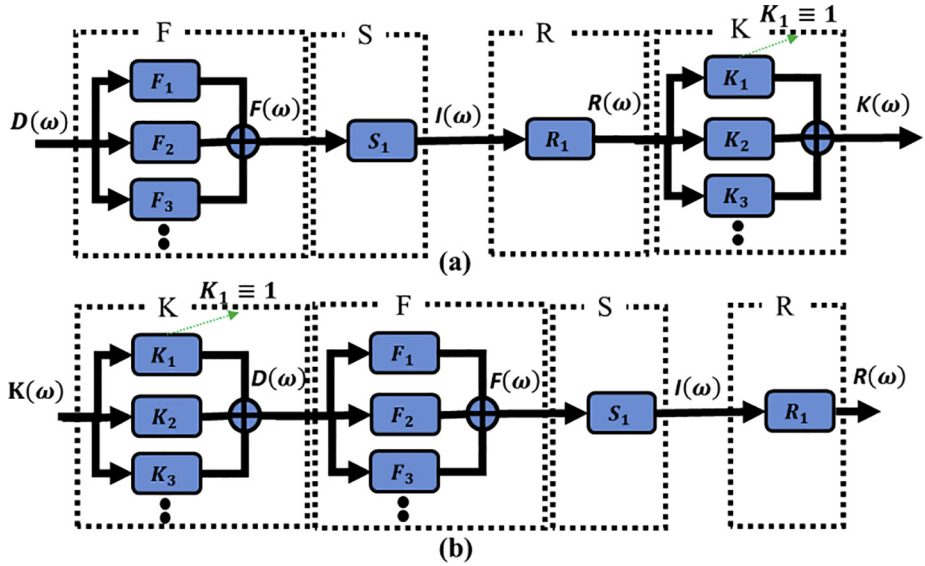 F S R K K₁ ≡ 1
F₁ K₁
D(ω) F(ω) I(ω) R(ω) K(ω)
F₂ S₁ R₁ K₂
F₃ K₃
(a)
K K₁ ≡ 1 F S R
K₁ F₁
K(ω) D(ω) F(ω) I(ω) R(ω)
K₂ F₂ S₁ R₁
K₃ F₃
(b)